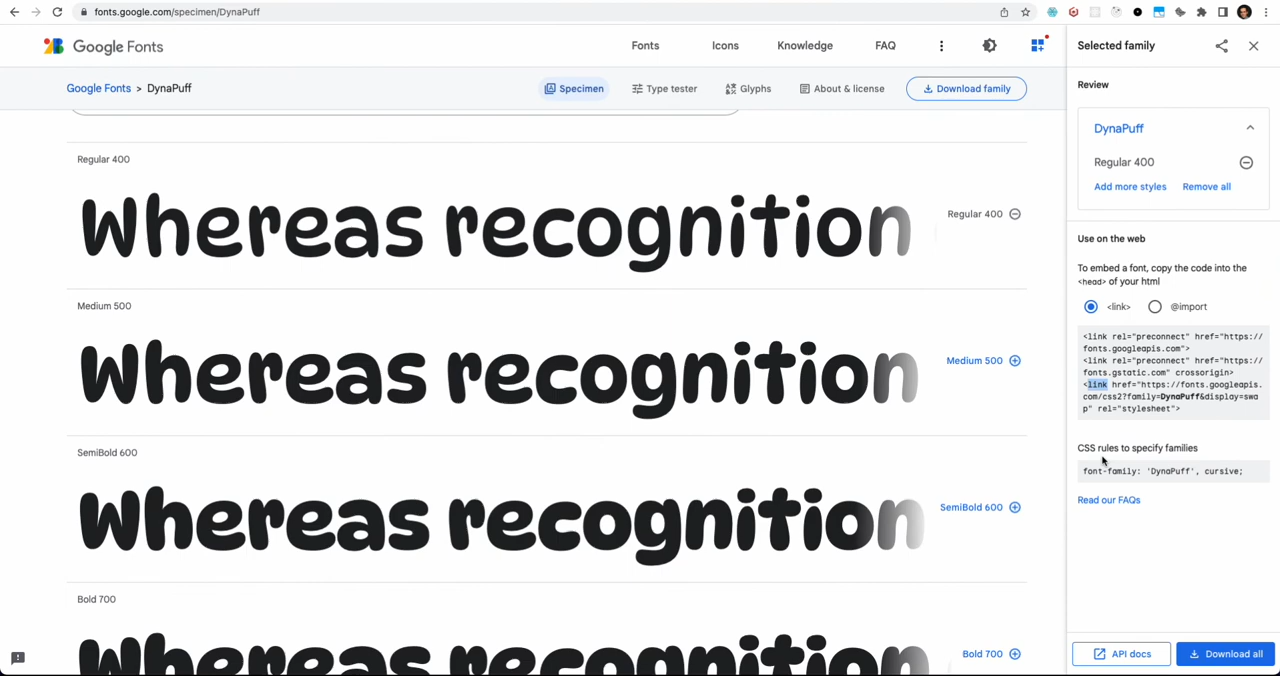 fonts.google.com/specimen/DynaPuff
Google Fonts
Fonts
Icons
Knowledge
FAQ
Google Fonts > DynaPuff
Specimen
Type tester
Glyphs
About & license
Download family
Regular 400
Whereas recognition
Regular 400
Medium 500
Whereas recognition
Medium 500
SemiBold 600
Whereas recognition
SemiBold 600
Bold 700
Whereas recognition
Bold 700
Selected family
Review
DynaPuff
Regular 400
Add more styles
Remove all
Use on the web
To embed a font, copy the code into the
<head> of your html
<link>
@import
<link rel="preconnect" href="https://
fonts.googleapis.com">
<link rel="preconnect" href="https://
fonts.gstatic.com" crossorigin>
<link href="https://fonts.googleapis.
com/css2?family=DynaPuff&display=swa
p" rel="stylesheet">
CSS rules to specify families
font-family: 'DynaPuff', cursive;
Read our FAQs
API docs
Download all